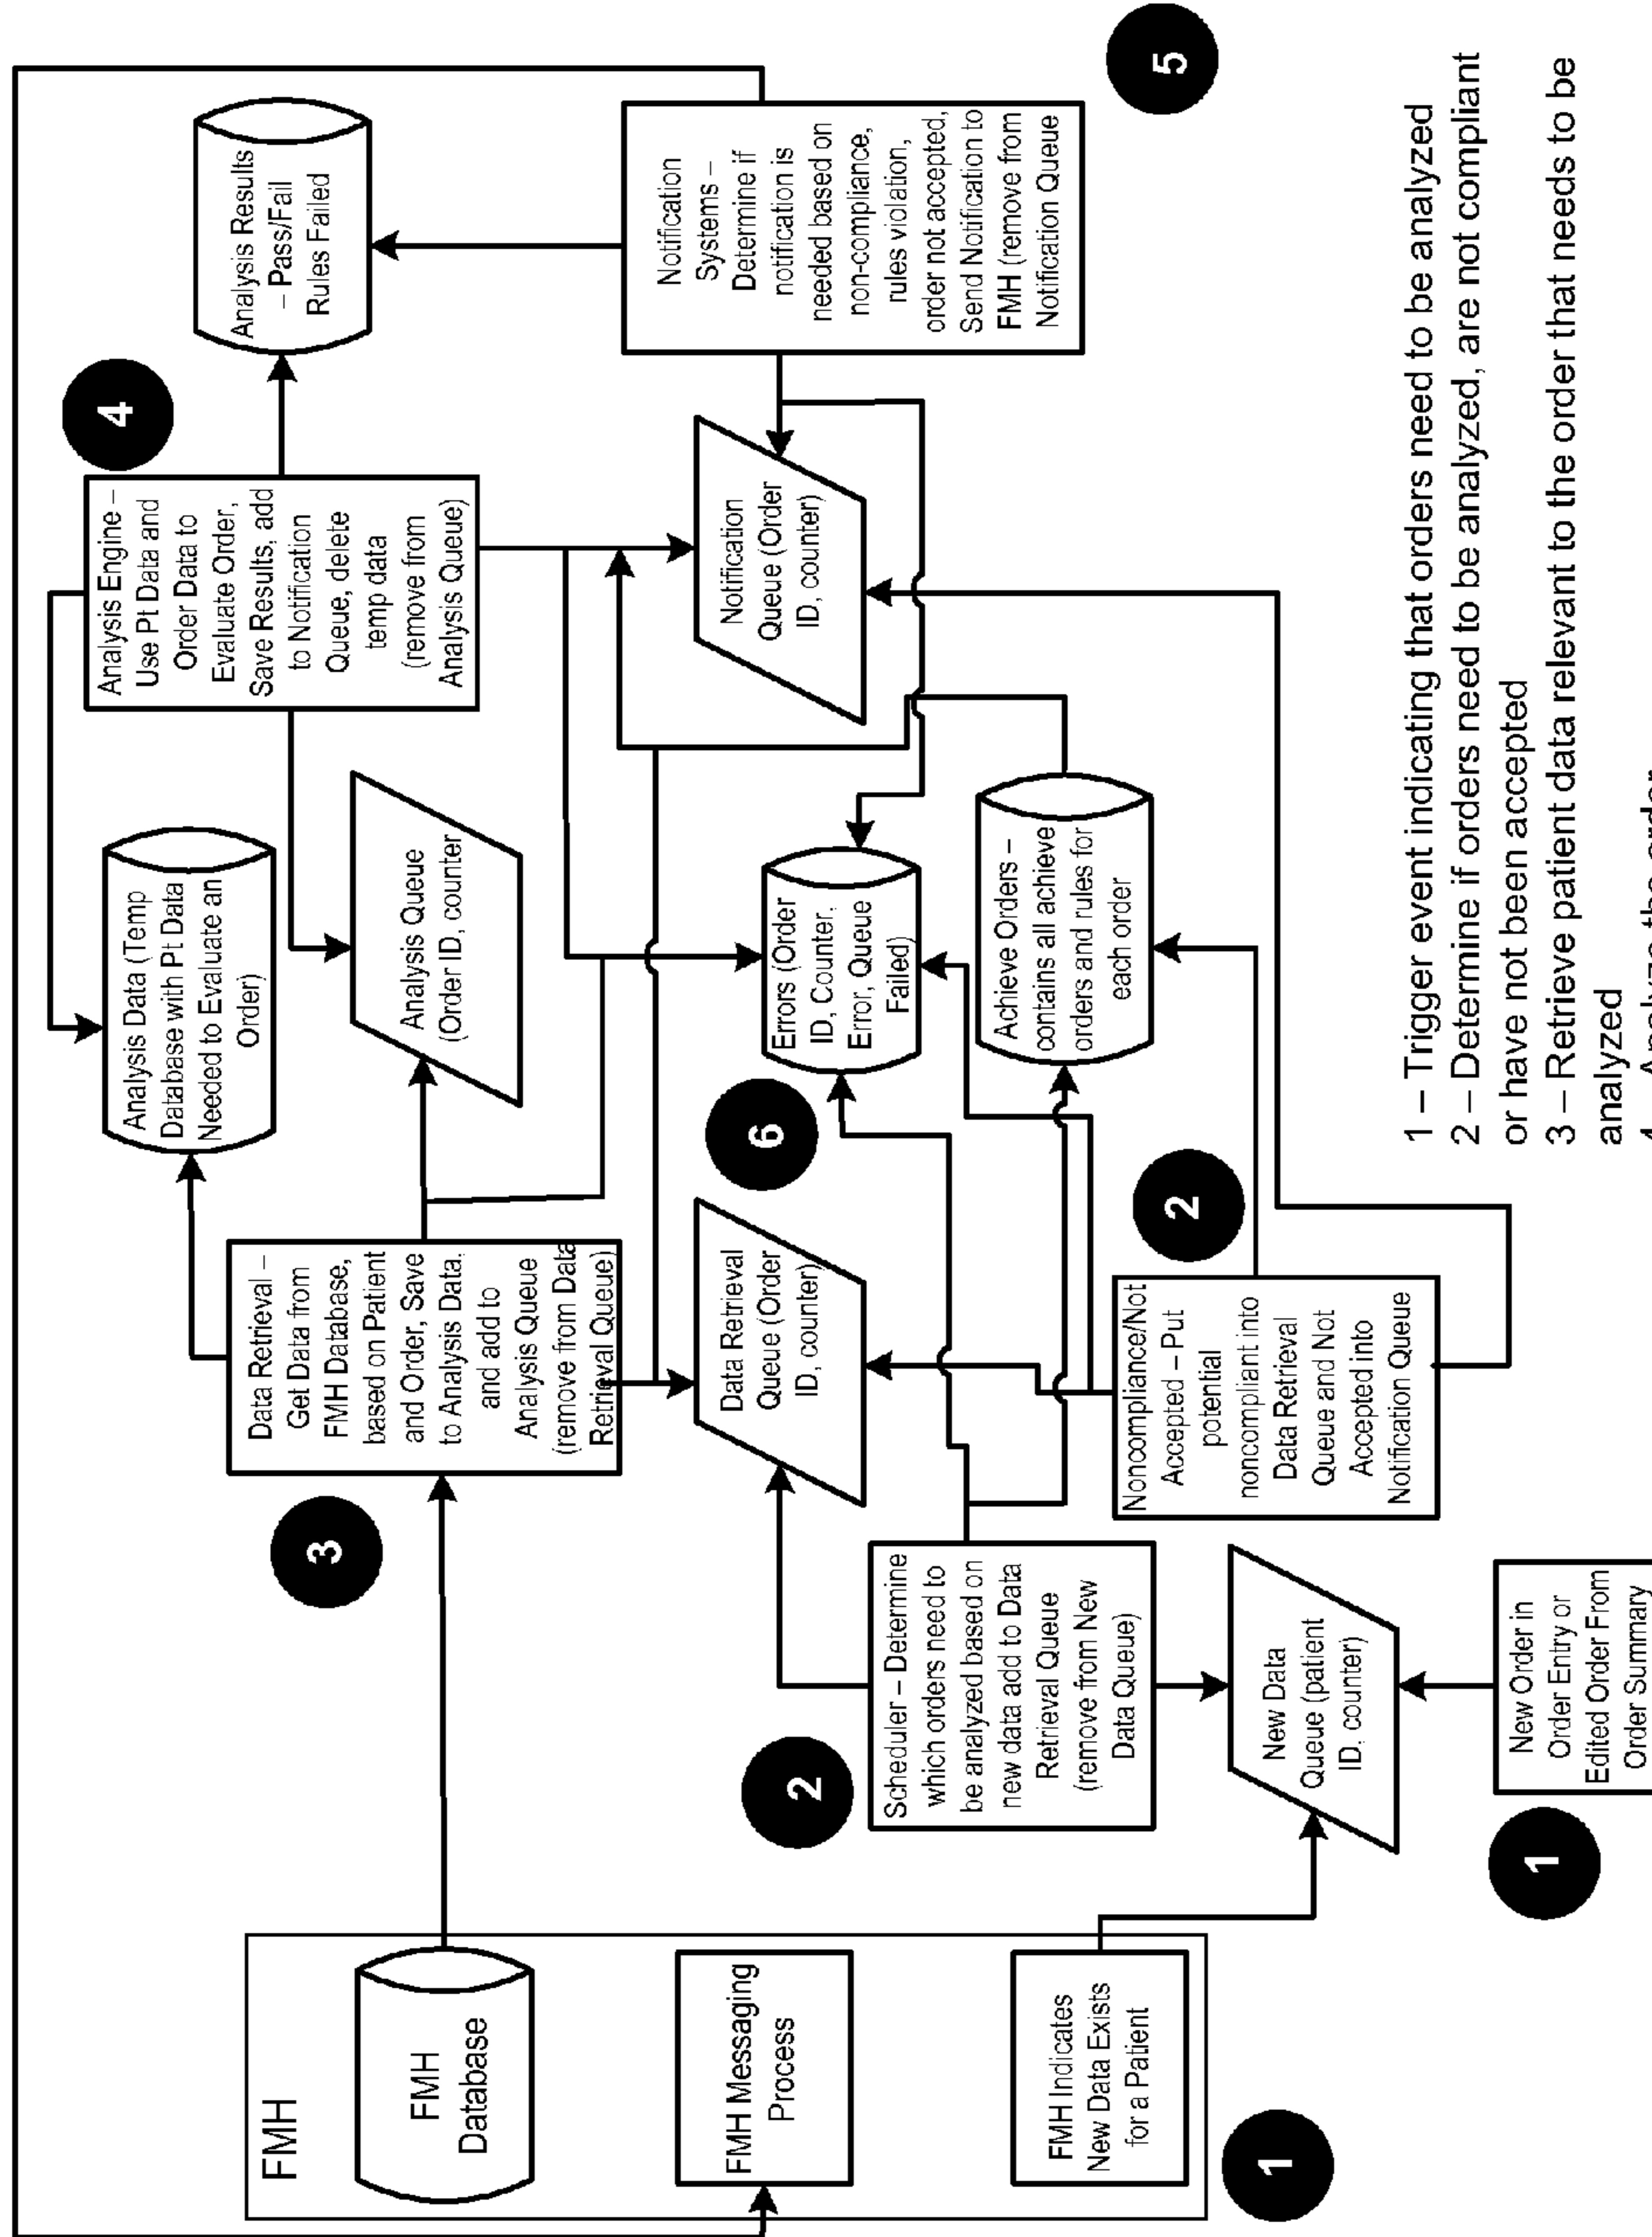 FMH
FMH
Database
FMH Messaging
Process
FMH Indicates
New Data Exists
for a Patient
1
3
Data Retrieval –
Get Data from
FMH Database,
based on Patient
and Order, Save
to Analysis Data,
and add to
Analysis Queue
(remove from Data
Retrieval Queue)
Analysis Data (Temp
Database with Pt Data
Needed to Evaluate an
Order)
Analysis Queue
(Order ID, counter
4
Analysis Engine –
Use Pt Data and
Order Data to
Evaluate Order,
Save Results, add
to Notification
Queue, delete
temp data
(remove from
Analysis Queue)
Analysis Results
– Pass/Fail
Rules Failed
2
Scheduler – Determine
which orders need to
be analyzed based on
new data add to Data
Retrieval Queue
(remove from New
Data Queue)
Data Retrieval
Queue (Order
ID, counter)
6
Errors (Order
ID, Counter,
Error, Queue
Failed)
Notification
Queue (Order
ID, counter)
Notification
Systems –
Determine if
notification is
needed based on
non-compliance,
rules violation,
order not accepted,
Send Notification to
FMH (remove from
Notification Queue
5
Achieve Orders –
contains all achieve
orders and rules for
each order
2
Noncompliance/Not
Accepted – Put
potential
noncompliant into
Data Retrieval
Queue and Not
Accepted into
Notification Queue
New Data
Queue (patient
ID, counter)
1
New Order in
Order Entry or
Edited Order From
Order Summary
1 – Trigger event indicating that orders need to be analyzed
2 – Determine if orders need to be analyzed, are not compliant
or have not been accepted
3 – Retrieve patient data relevant to the order that needs to be
analyzed
4 – Analyze the order